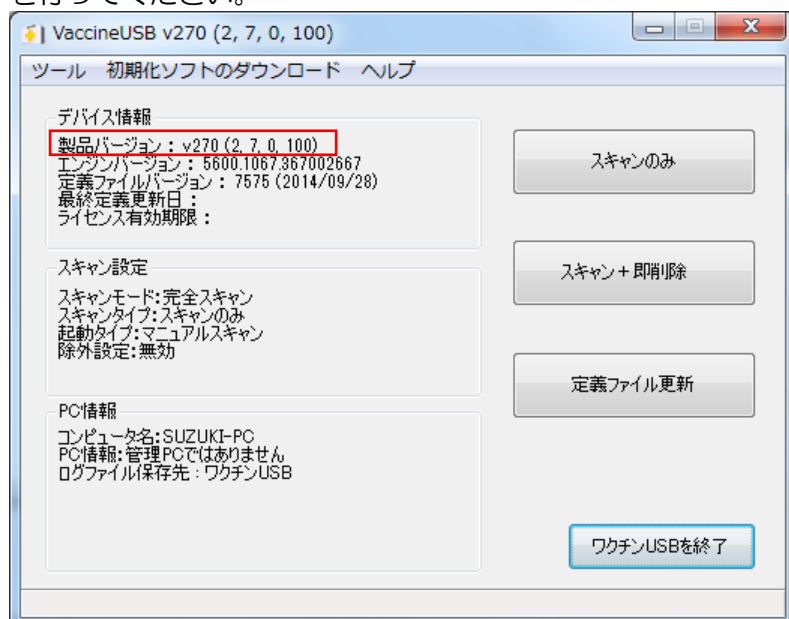 を行ってください。
VaccineUSB v270 (2, 7, 0, 100)
ツール 初期化ソフトのダウンロード ヘルプ
デバイス情報
製品バージョン : v270 (2, 7, 0, 100)
エンジンバージョン : 5600.1067.367002667
定義ファイルバージョン : 7575 (2014/09/28)
最終定義更新日 :
ライセンス有効期限 :
スキャンのみ
スキャン設定
スキャンモード:完全スキャン
スキャンタイプ:スキャンのみ
起動タイプ:マニュアルスキャン
除外設定:無効
スキャン + 即削除
定義ファイル更新
PC情報
コンピュータ名:SUZUKI-PC
PC情報:管理PCではありません
ログファイル保存先 : ワクチンUSB
ワクチンUSBを終了